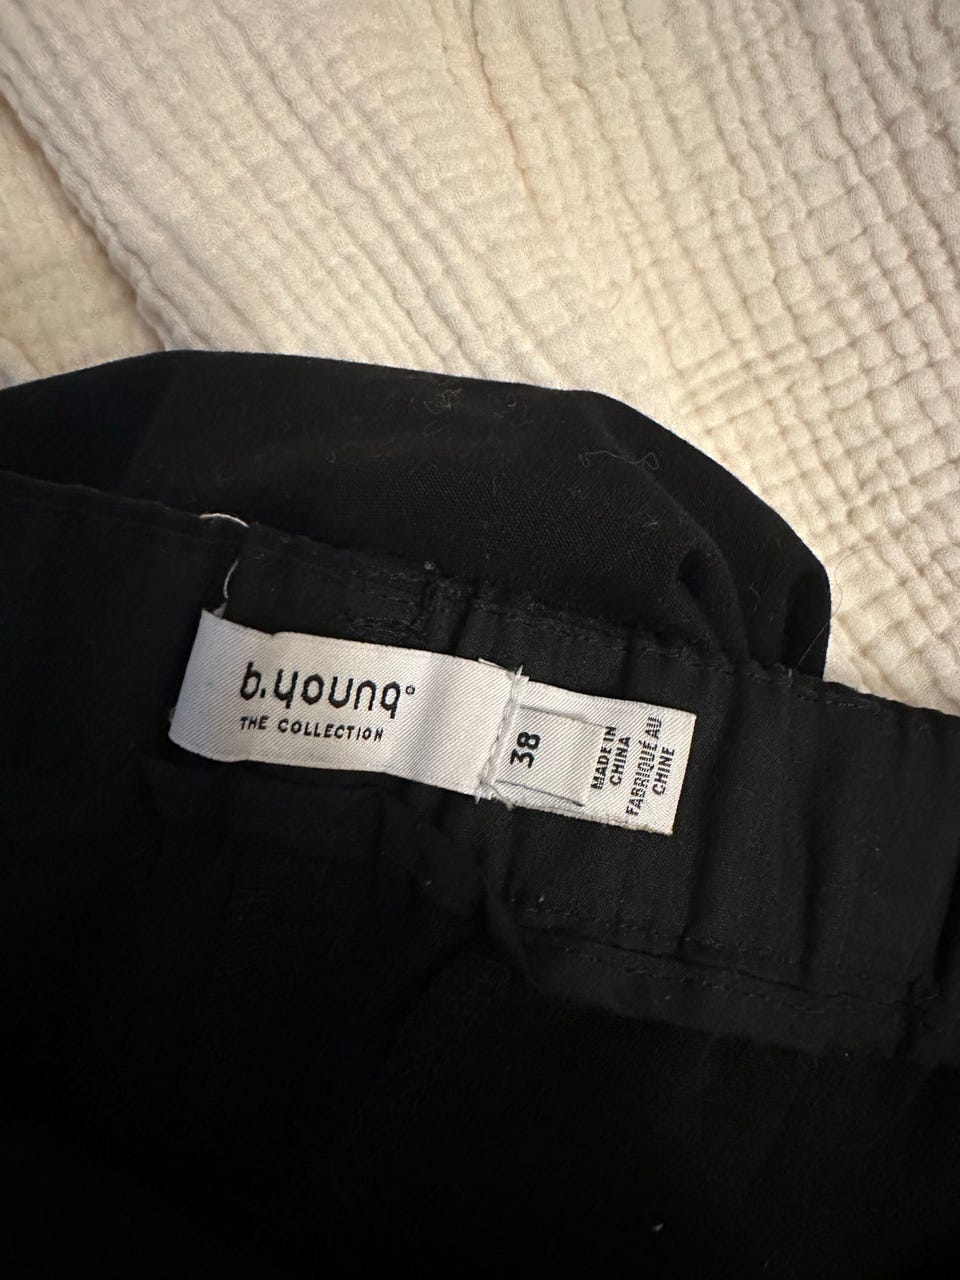 b.young®
THE COLLECTION
38
MADE IN
CHINA
FABRIQUÉ AU
CHINE